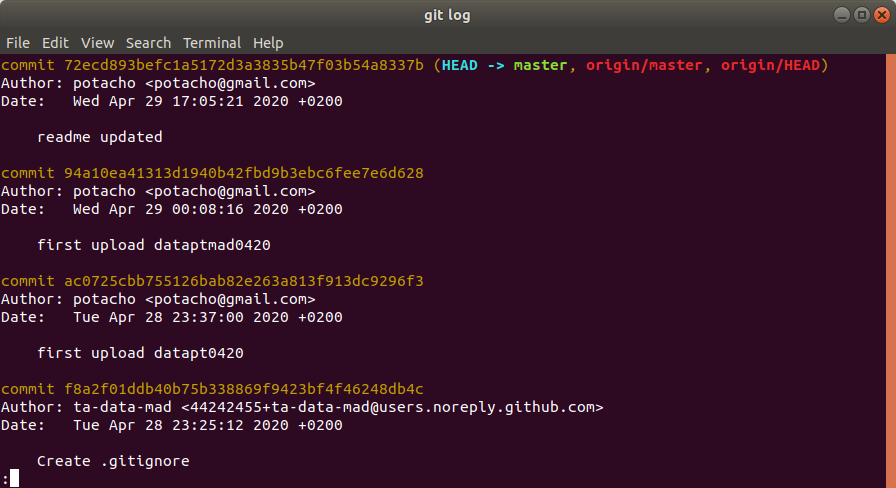 git log
File Edit View Search Terminal Help
commit 72ecd893befc1a5172d3a3835b47f03b54a8337b (HEAD -> master, origin/master, origin/HEAD)
Author: potacho <potacho@gmail.com>
Date:   Wed Apr 29 17:05:21 2020 +0200
    readme updated
commit 94a10ea41313d1940b42fbd9b3ebc6fee7e6d628
Author: potacho <potacho@gmail.com>
Date:   Wed Apr 29 00:08:16 2020 +0200
    first upload dataptmad0420
commit ac0725cbb755126bab82e263a813f913dc9296f3
Author: potacho <potacho@gmail.com>
Date:   Tue Apr 28 23:37:00 2020 +0200
    first upload datapt0420
commit f8a2f01ddb40b75b338869f9423bf4f46248db4c
Author: ta-data-mad <44242455+ta-data-mad@users.noreply.github.com>
Date:   Tue Apr 28 23:25:12 2020 +0200
    Create .gitignore
: